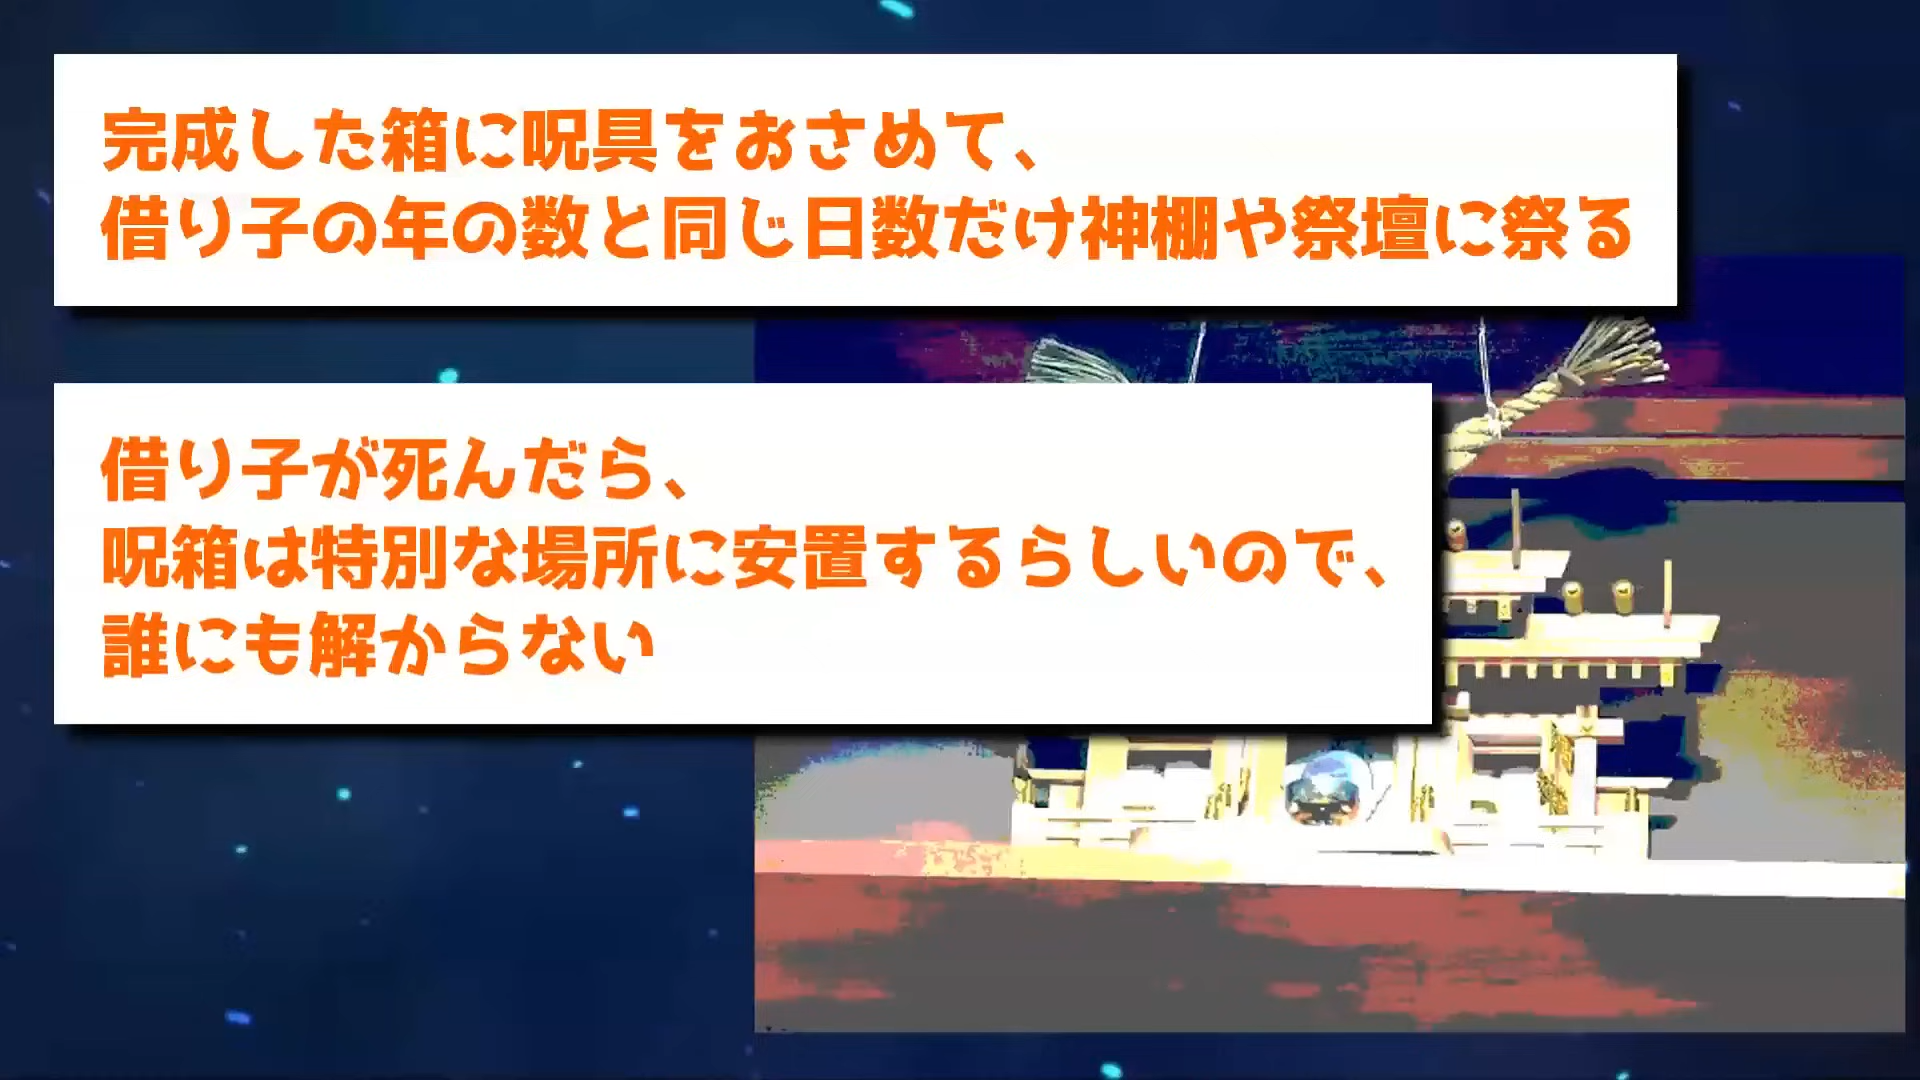 完成した箱に呪具をおさめて、
借り子の年の数と同じ日数だけ神棚や祭壇に祭る
借り子が死んだら、
呪箱は特別な場所に安置するらしいので、
誰にも解からない